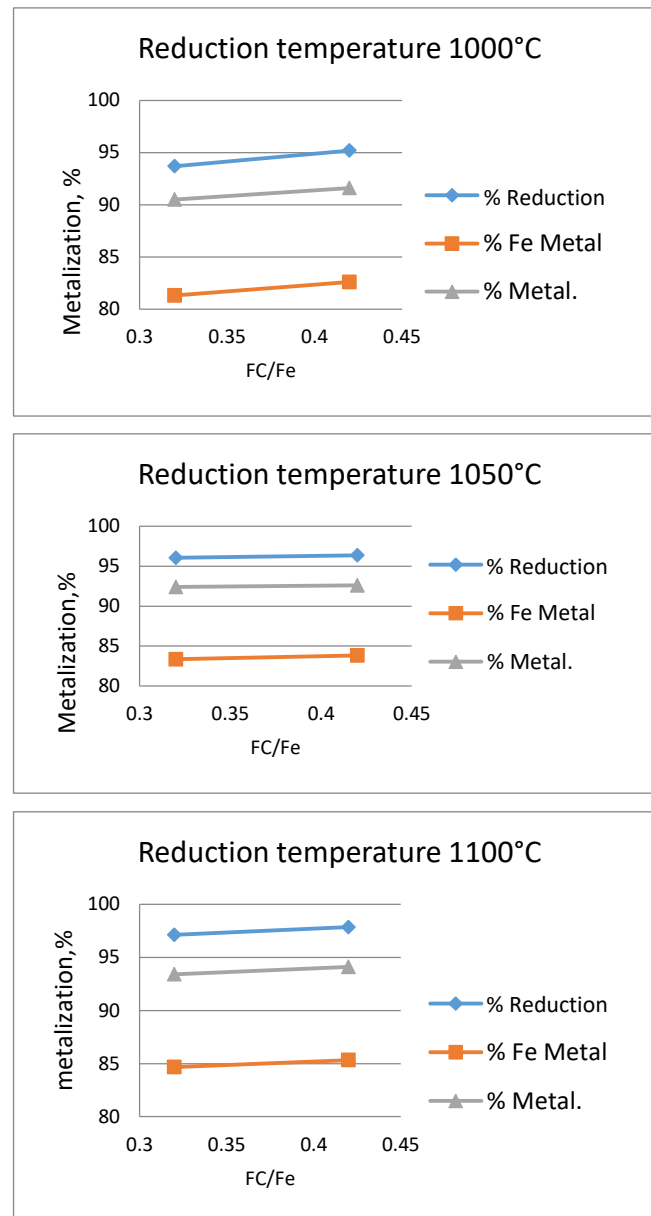 Reduction temperature 1000°C
100
95
90
85
80
Metalization, %
0.3 0.35 0.4 0.45
FC/Fe
% Reduction
% Fe Metal
% Metal.
Reduction temperature 1050°C
100
95
90
85
80
Metalization,%
0.3 0.35 0.4 0.45
FC/Fe
% Reduction
% Fe Metal
% Metal.
Reduction temperature 1100°C
100
95
90
85
80
metalization,%
0.3 0.35 0.4 0.45
FC/Fe
% Reduction
% Fe Metal
% Metal.